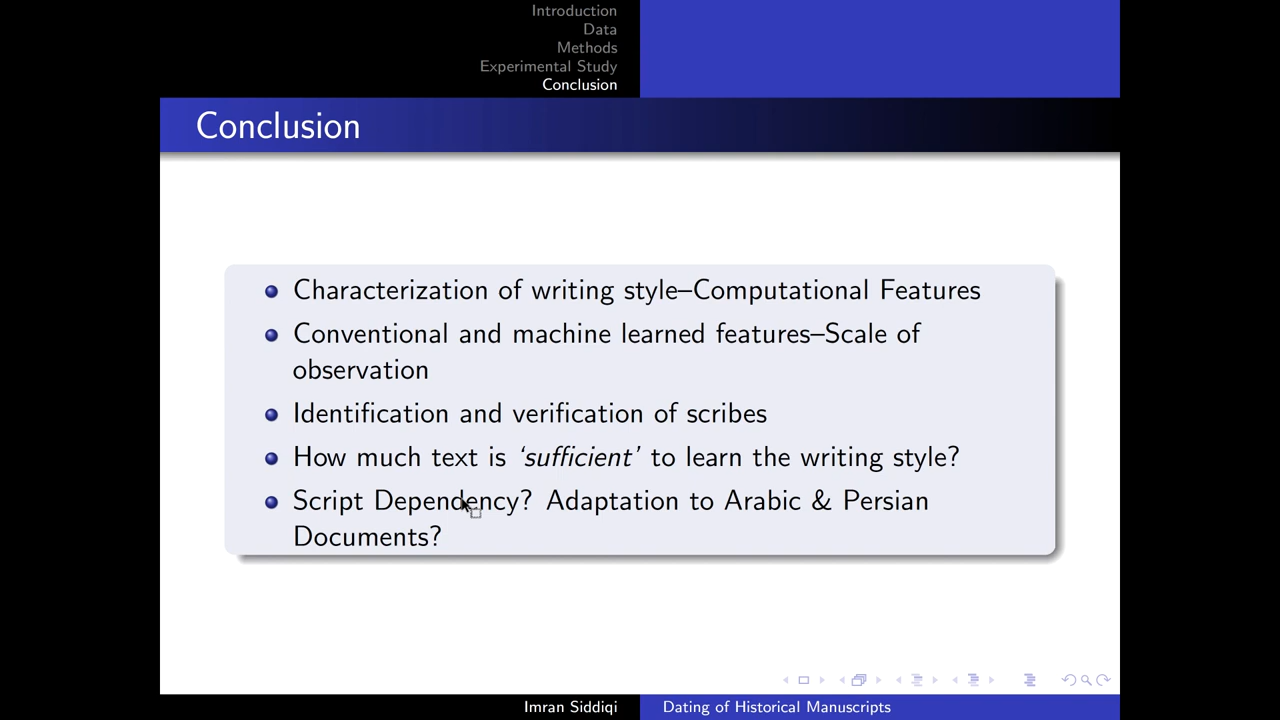 Introduction
Data
Methods
Experimental Study
Conclusion
Conclusion
Characterization of writing style–Computational Features
Conventional and machine learned features–Scale of
observation
Identification and verification of scribes
How much text is ‘sufficient’ to learn the writing style?
Script Dependency? Adaptation to Arabic & Persian
Documents?
Imran Siddiqi
Dating of Historical Manuscripts